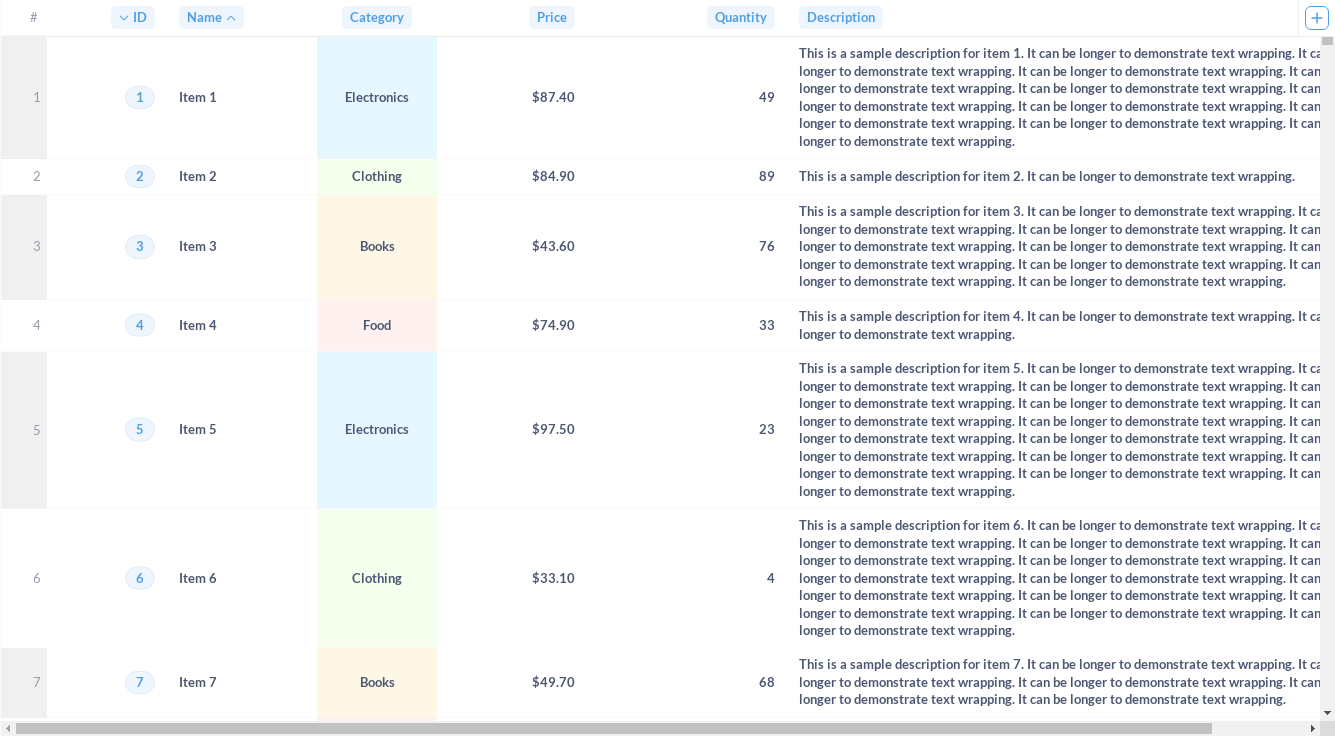 # ID Name Category Price Quantity Description
1 1 Item 1 Electronics $87.40 49
This is a sample description for item 1. It can be longer to demonstrate text wrapping. It ca
longer to demonstrate text wrapping. It can be longer to demonstrate text wrapping. It can
longer to demonstrate text wrapping. It can be longer to demonstrate text wrapping. It can
longer to demonstrate text wrapping. It can be longer to demonstrate text wrapping. It can
longer to demonstrate text wrapping. It can be longer to demonstrate text wrapping. It can
longer to demonstrate text wrapping.
2 2 Item 2 Clothing $84.90 89 This is a sample description for item 2. It can be longer to demonstrate text wrapping.
3 3 Item 3 Books $43.60 76
This is a sample description for item 3. It can be longer to demonstrate text wrapping. It ca
longer to demonstrate text wrapping. It can be longer to demonstrate text wrapping. It can
longer to demonstrate text wrapping. It can be longer to demonstrate text wrapping. It can
longer to demonstrate text wrapping. It can be longer to demonstrate text wrapping. It can
longer to demonstrate text wrapping. It can be longer to demonstrate text wrapping.
4 4 Item 4 Food $74.90 33
This is a sample description for item 4. It can be longer to demonstrate text wrapping. It ca
longer to demonstrate text wrapping.
5 5 Item 5 Electronics $97.50 23
This is a sample description for item 5. It can be longer to demonstrate text wrapping. It ca
longer to demonstrate text wrapping. It can be longer to demonstrate text wrapping. It can
longer to demonstrate text wrapping. It can be longer to demonstrate text wrapping. It can
longer to demonstrate text wrapping. It can be longer to demonstrate text wrapping. It can
longer to demonstrate text wrapping. It can be longer to demonstrate text wrapping. It can
longer to demonstrate text wrapping. It can be longer to demonstrate text wrapping. It can
longer to demonstrate text wrapping. It can be longer to demonstrate text wrapping. It can
longer to demonstrate text wrapping.
6 6 Item 6 Clothing $33.10 4
This is a sample description for item 6. It can be longer to demonstrate text wrapping. It ca
longer to demonstrate text wrapping. It can be longer to demonstrate text wrapping. It can
longer to demonstrate text wrapping. It can be longer to demonstrate text wrapping. It can
longer to demonstrate text wrapping. It can be longer to demonstrate text wrapping. It can
longer to demonstrate text wrapping. It can be longer to demonstrate text wrapping. It can
longer to demonstrate text wrapping. It can be longer to demonstrate text wrapping. It can
longer to demonstrate text wrapping.
7 7 Item 7 Books $49.70 68
This is a sample description for item 7. It can be longer to demonstrate text wrapping. It ca
longer to demonstrate text wrapping. It can be longer to demonstrate text wrapping. It can
longer to demonstrate text wrapping. It can be longer to demonstrate text wrapping.